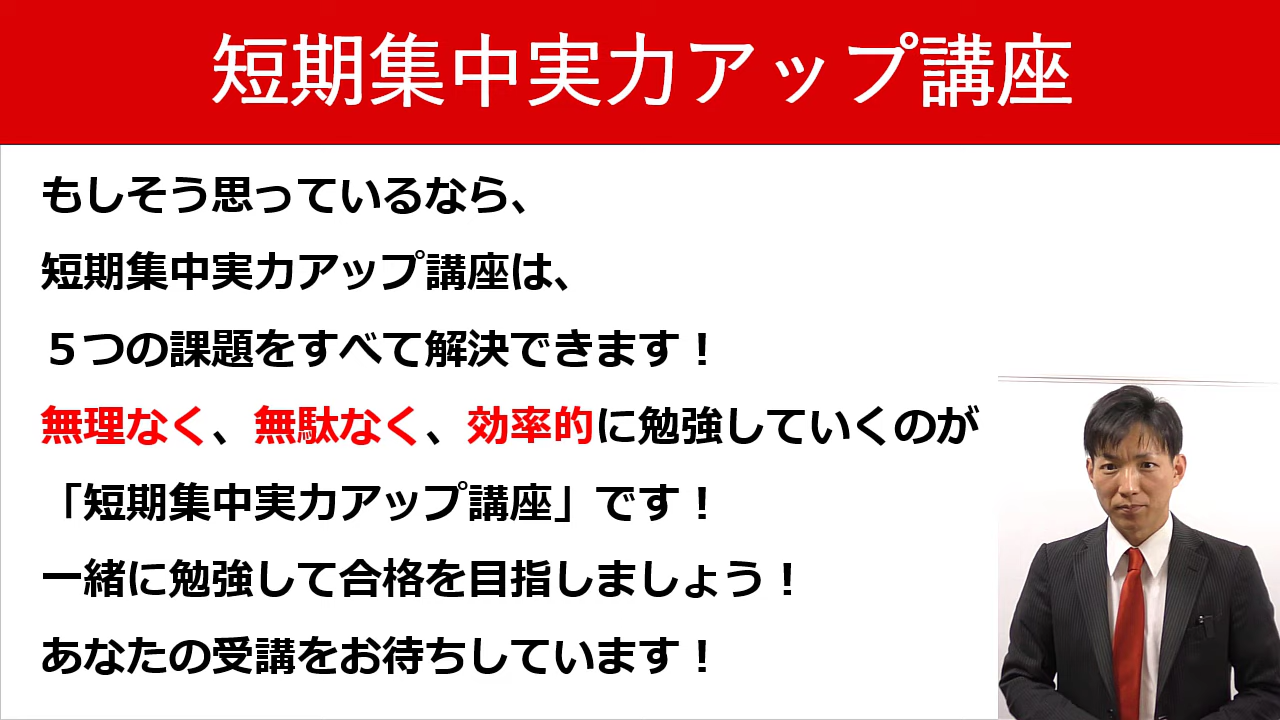 短期集中実力アップ講座
もしそう思っているなら、
短期集中実力アップ講座は、
５つの課題をすべて解決できます！
無理なく、無駄なく、効率的に勉強していくのが
「短期集中実力アップ講座」です！
一緒に勉強して合格を目指しましょう！
あなたの受講をお待ちしています！